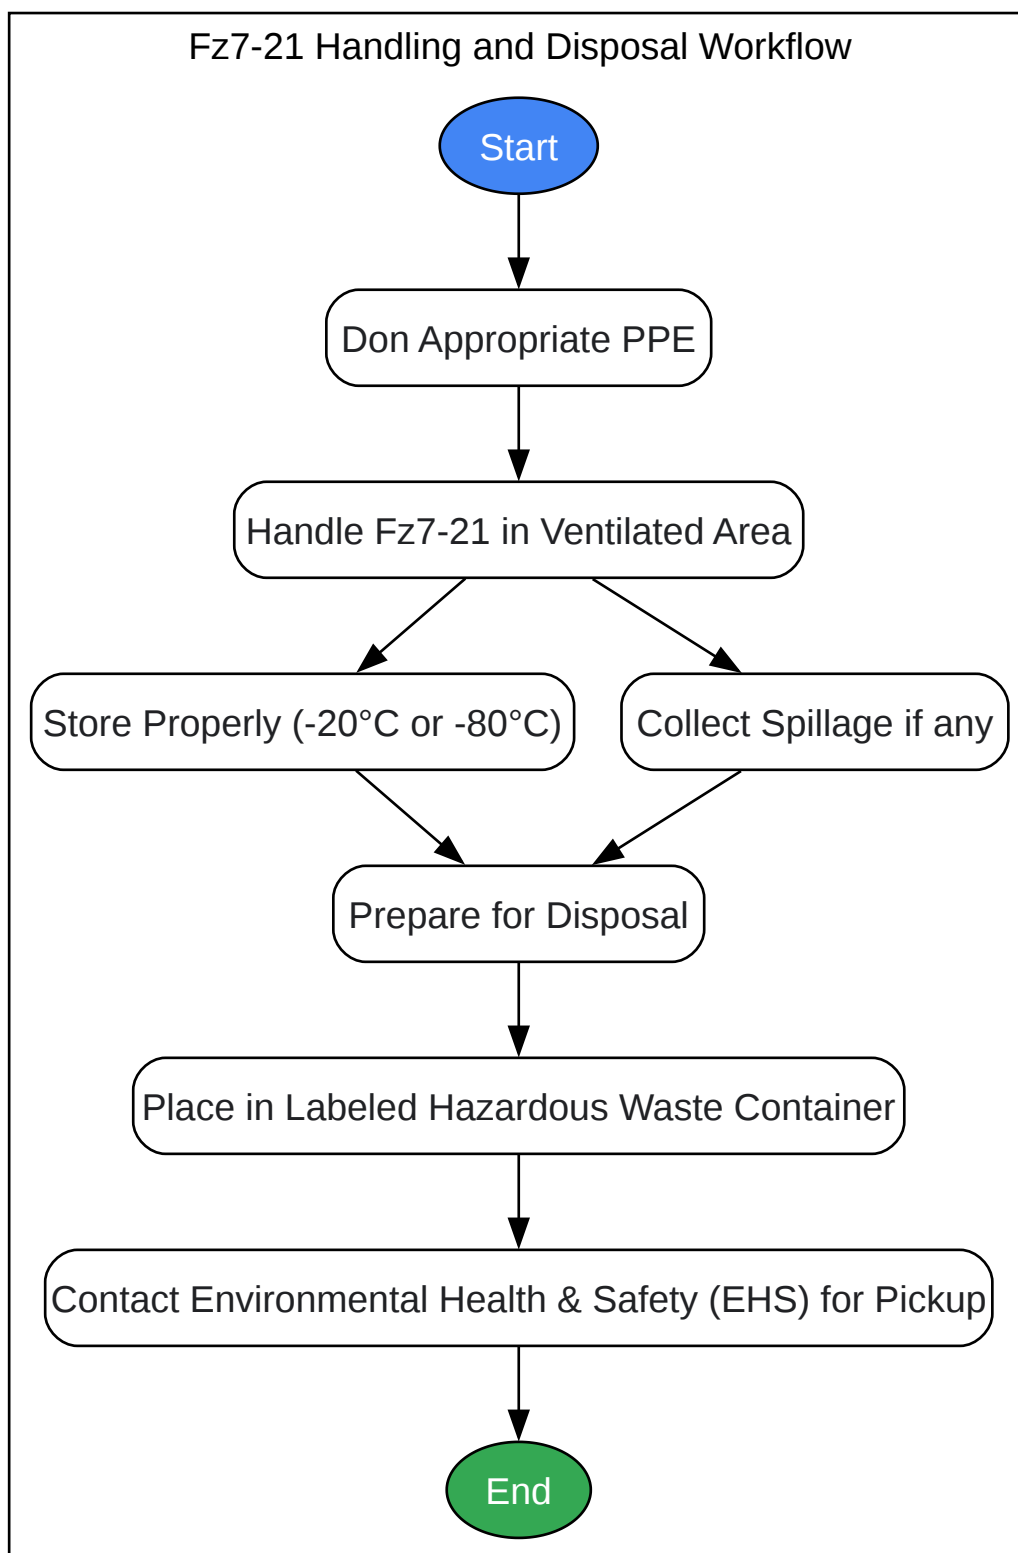 Fz7-21 Handling and Disposal Workflow
Start
Don Appropriate PPE
Handle Fz7-21 in Ventilated Area
Store Properly (-20°C or -80°C)
Collect Spillage if any
Prepare for Disposal
Place in Labeled Hazardous Waste Container
Contact Environmental Health & Safety (EHS) for Pickup
End